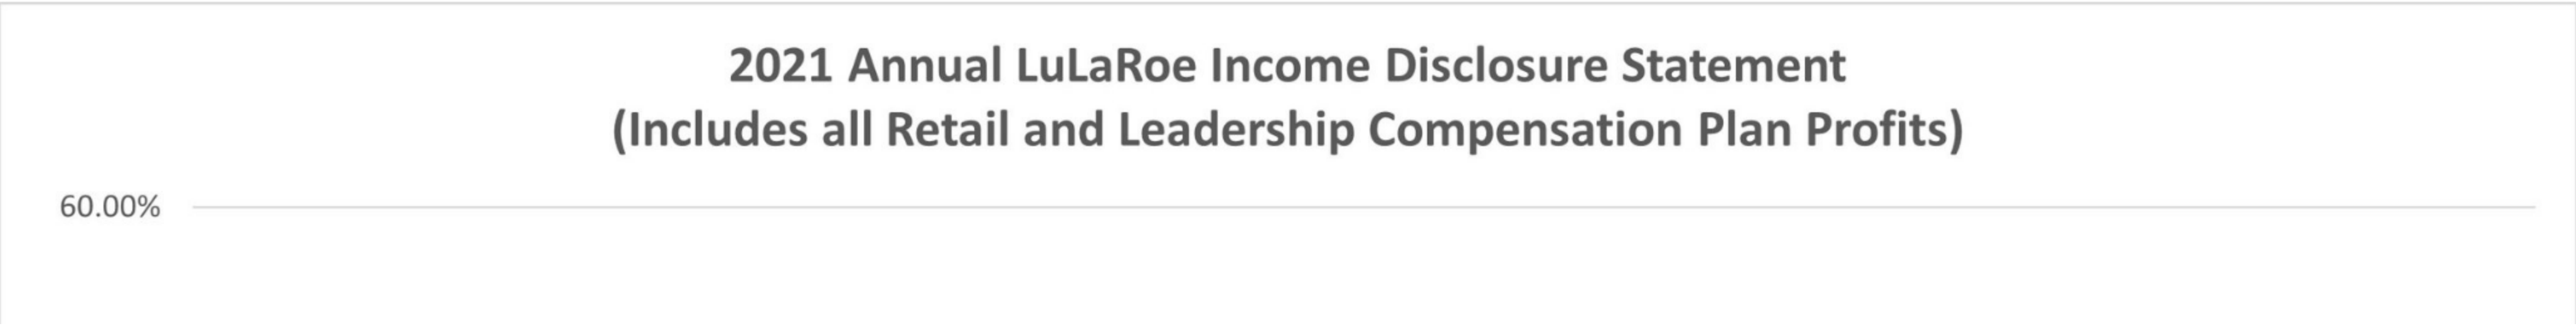 2021 Annual LuLaRoe Income Disclosure Statement
(Includes all Retail and Leadership Compensation Plan Profits)
60.00%